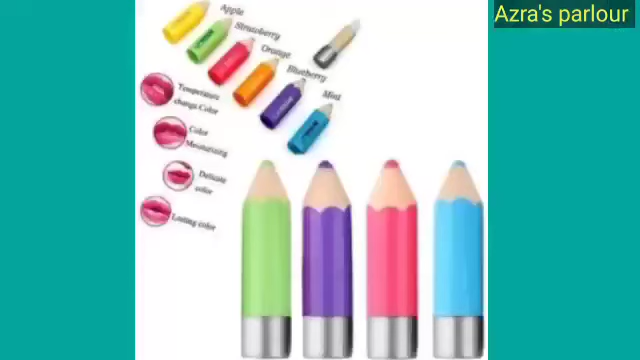 Azra's parlour
Apple
Strawberry
Orange
Blueberry
Mint
Temperature
change Color
Color
Moisturizing
Delicate
color
Lasting color